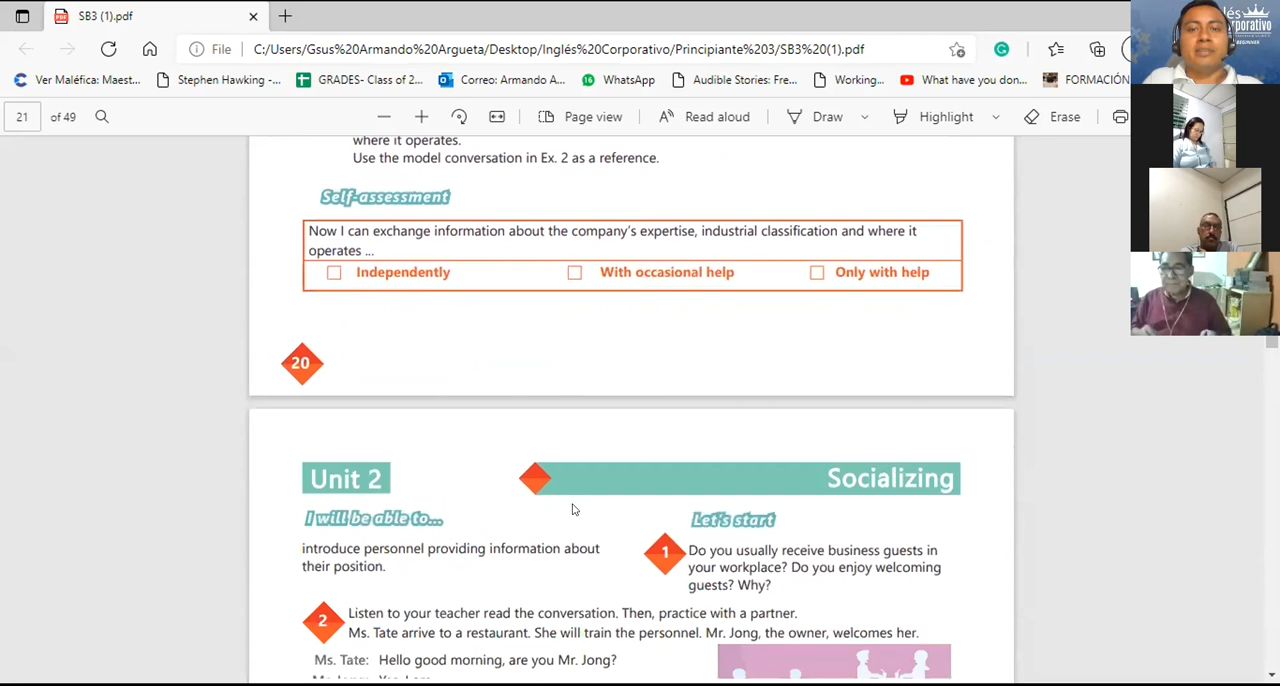 SB3 (1).pdf
File C:/Users/Gsus%20Armando%20Argueta/Desktop/Inglés%20Corporativo/Principiante%203/SB3%20(1).pdf
Ver Maléfica: Maest... Stephen Hawking -... GRADES- Class of 2... Correo: Armando A... WhatsApp Audible Stories: Fre... Working... What have you don... FORMACIÓN
21 of 49 Page view Read aloud Draw Highlight Erase
where it operates.
Use the model conversation in Ex. 2 as a reference.
Self-assessment
Now I can exchange information about the company's expertise, industrial classification and where it
operates ...
Independently With occasional help Only with help
20
Unit 2 Socializing
I will be able to...
introduce personnel providing information about
their position.
Let's start
1 Do you usually receive business guests in
your workplace? Do you enjoy welcoming
guests? Why?
2 Listen to your teacher read the conversation. Then, practice with a partner.
Ms. Tate arrive to a restaurant. She will train the personnel. Mr. Jong, the owner, welcomes her.
Ms. Tate: Hello good morning, are you Mr. Jong?